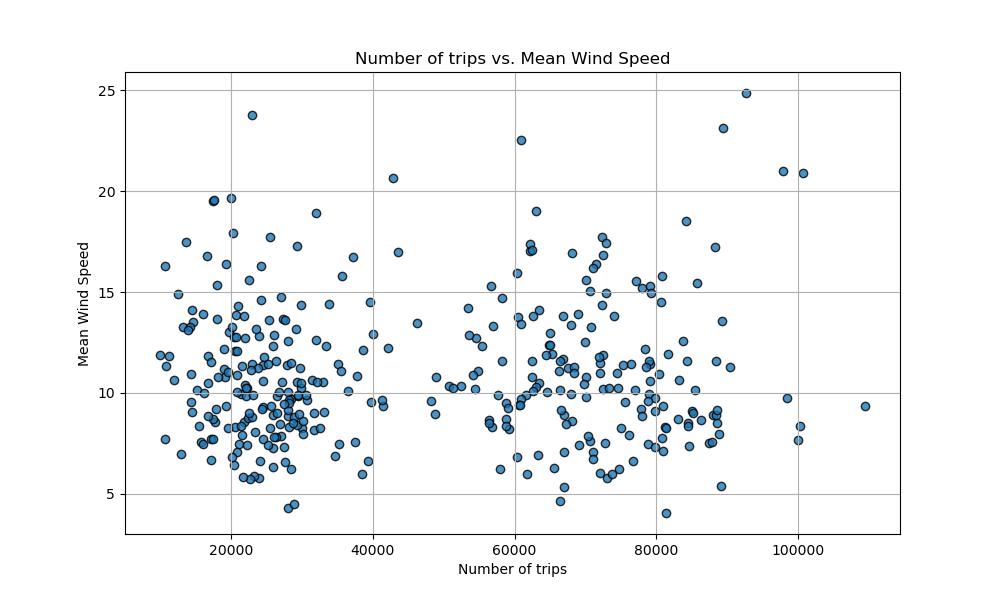 Number of trips vs. Mean Wind Speed
25
20
15
10
5
Mean Wind Speed
20000 40000 60000 80000 100000
Number of trips